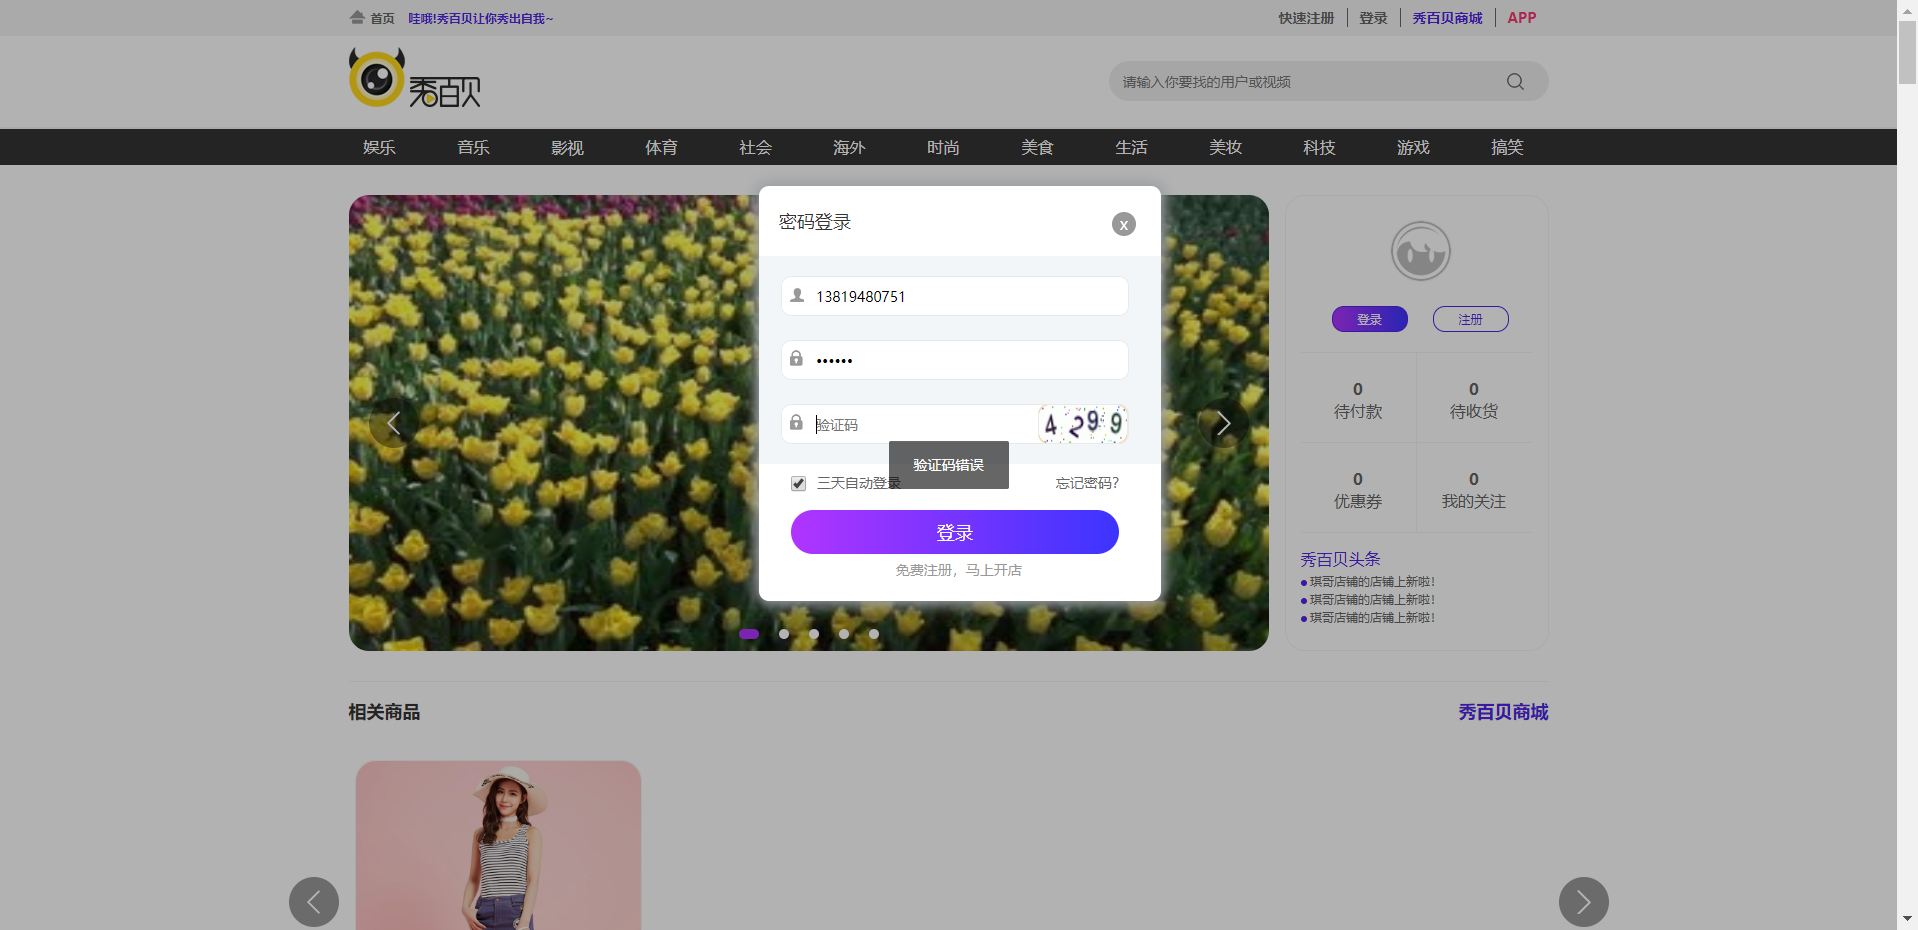 首页 哇哦!秀百贝让你秀出自我~
快速注册 登录 秀百贝商城 APP
秀百贝
请输入你要找的用户或视频
娱乐 音乐 影视 体育 社会 海外 时尚 美食 生活 美妆 科技 游戏 搞笑
密码登录
x
13819480751
••••••
验证码
4299
验证码错误
三天自动登录
忘记密码?
登录
免费注册，马上开店
登录 注册
0 0
待付款 待收货
0 0
优惠券 我的关注
秀百贝头条
琪哥店铺的店铺上新啦!
琪哥店铺的店铺上新啦!
琪哥店铺的店铺上新啦!
相关商品
秀百贝商城